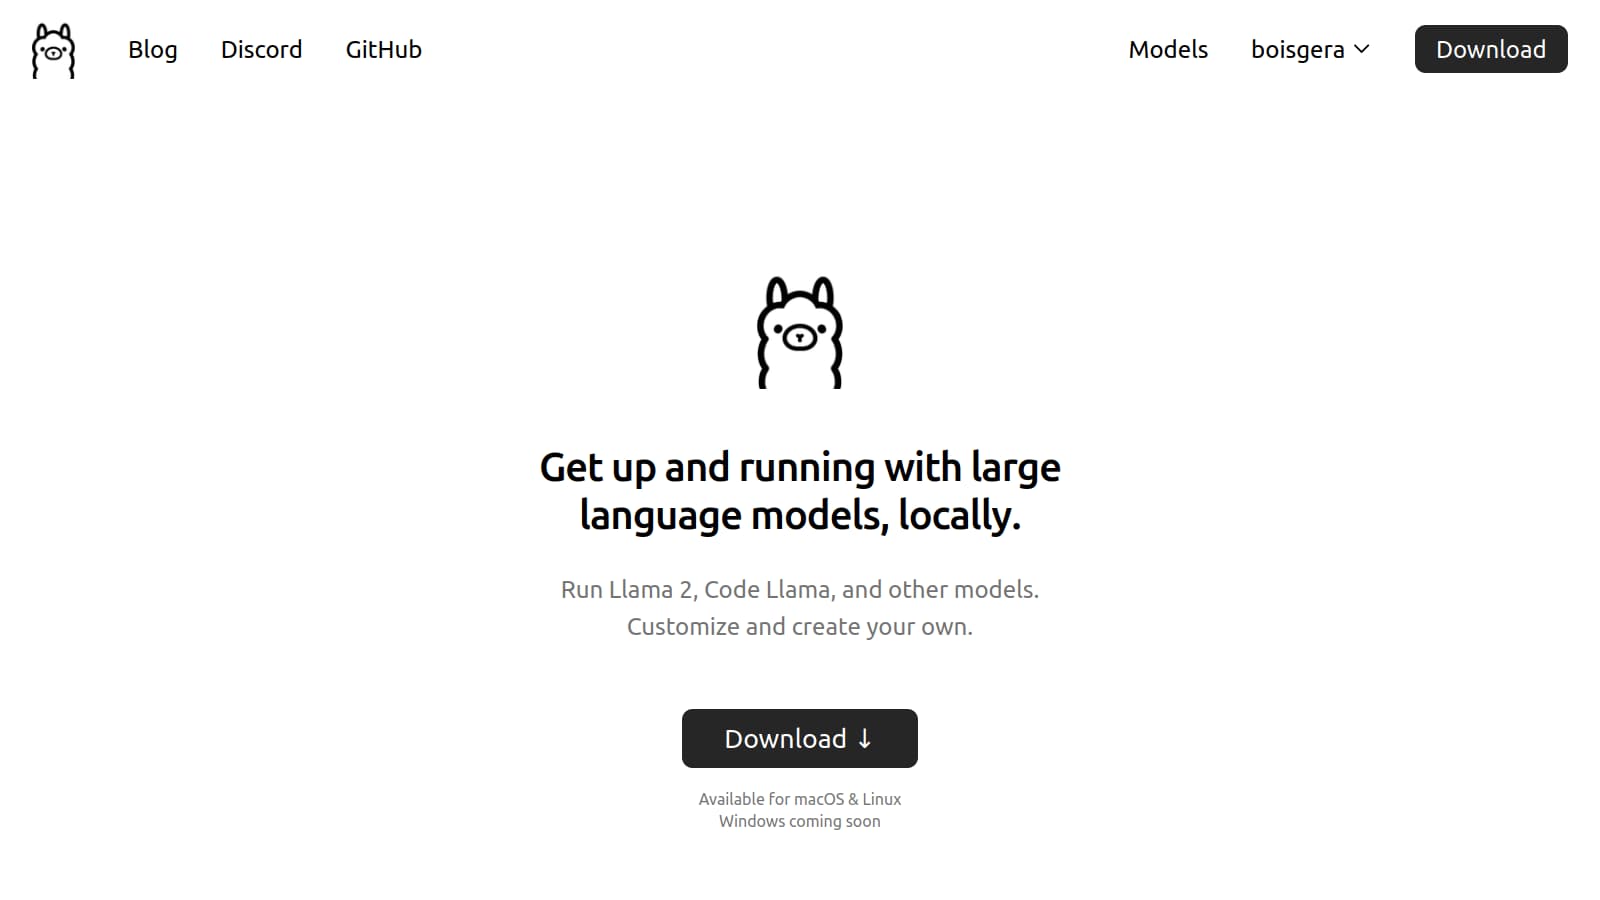 Blog Discord GitHub Models boisgera Download
Get up and running with large
language models, locally.
Run Llama 2, Code Llama, and other models.
Customize and create your own.
Download ↓
Available for macOS & Linux
Windows coming soon